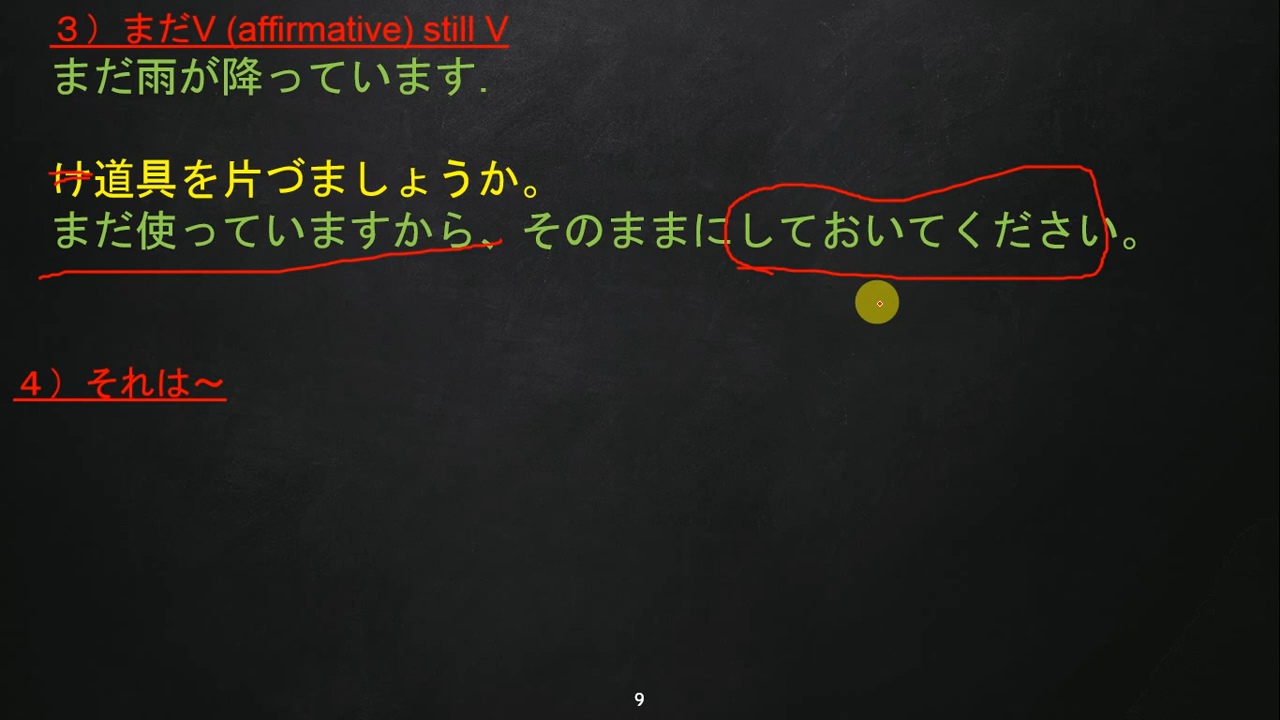 ３）まだV (affirmative) still V
まだ雨が降っています.
け道具を片づましょうか。
まだ使っていますから、そのままにしておいてください。
４）それは～
9